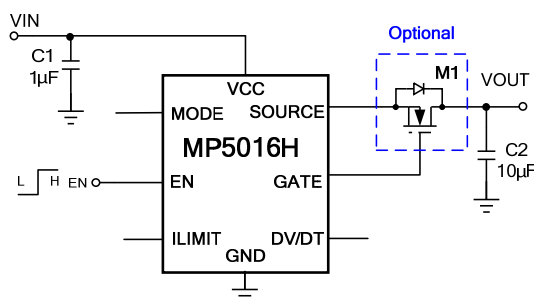 VIN
Optional
C1
1µF
M1
VCC
VOUT
MODE
SOURCE
MP5016H
C2
10µF
L
H
EN
EN
GATE
ILIMIT
DV/DT
GND